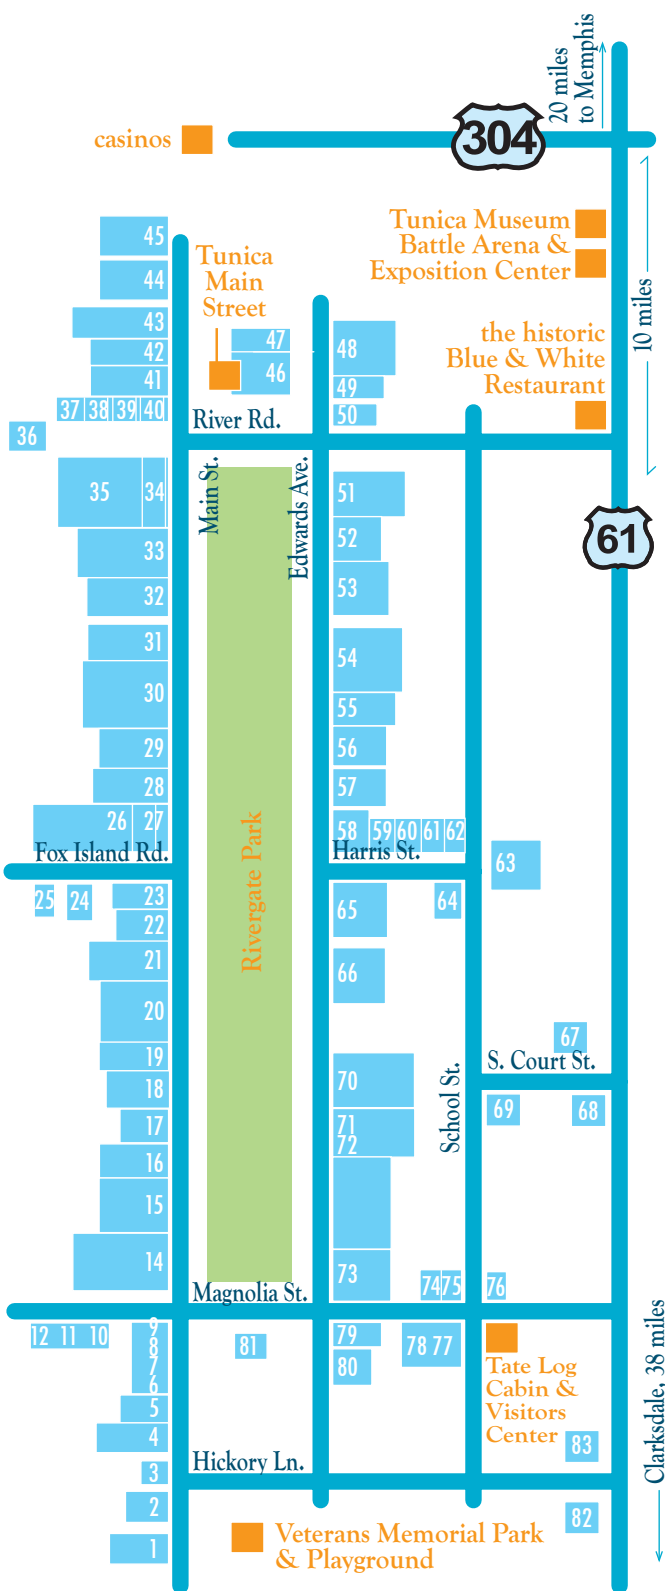 20 miles
to Memphis
304
casinos
Tunica Museum
Battle Arena &
Exposition Center
10 miles
45
44
43
42
41
37 38 39 40
36
Tunica
Main
Street
47
46
48
49
50
the historic
Blue & White
Restaurant
River Rd.
Main St.
Edwards Ave.
61
35 34
33
32
31
30
29
28
26 27
Fox Island Rd.
51
52
53
54
55
56
57
58 59 60 61 62
Harris St.
63
Rivergate Park
25 24 23
22
21
20
19
18
17
16
15
14
65
64
66
67
S. Court St.
School St.
69 68
70
71
72
73
74 75 76
Magnolia St.
12 11 10
9
8
7
6
5
4
3
2
1
81
79
80
78 77
Tate Log
Cabin &
Visitors
Center
83
Hickory Ln.
82
Clarksdale, 38 miles
Veterans Memorial Park
& Playground